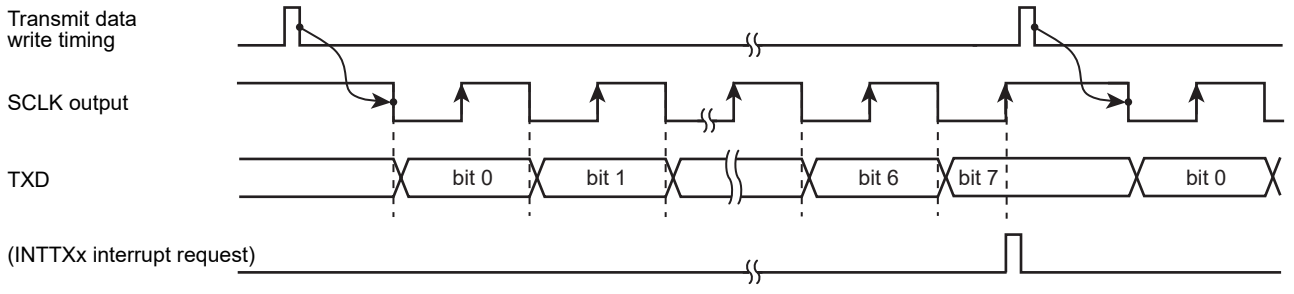 Transmit data
write timing
SCLK output
TXD
bit 0
bit 1
bit 6
bit 7
bit 0
(INTTXx interrupt request)